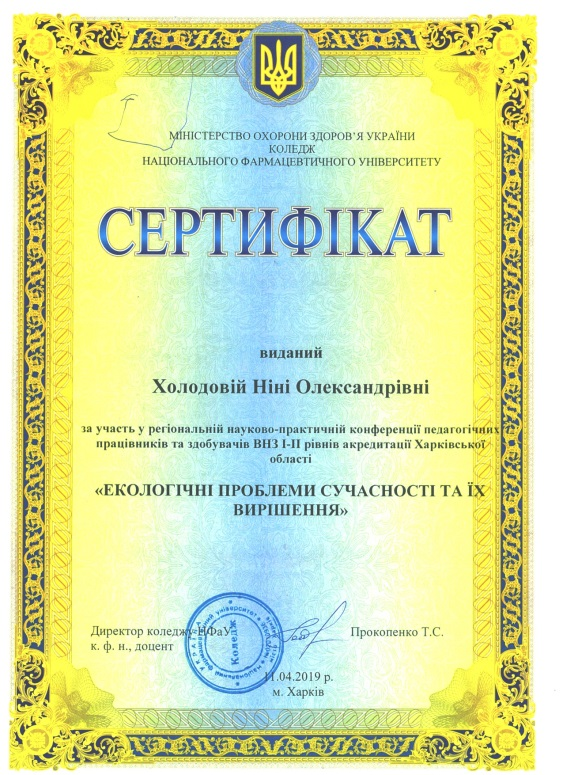 МІНІСТЕРСТВО ОХОРОНИ ЗДОРОВ'Я УКРАЇНИ
КОЛЕДЖ
НАЦІОНАЛЬНОГО ФАРМАЦЕВТИЧНОГО УНІВЕРСИТЕТУ
СЕРТИФІКАТ
виданий
Холодовій Ніні Олександрівні
за участь у регіональній науково-практичній конференції педагогічних
працівників та здобувачів ВНЗ І-ІІ рівнів акредитації Харківської
області
«ЕКОЛОГІЧНІ ПРОБЛЕМИ СУЧАСНОСТІ ТА ЇХ
ВИРІШЕННЯ»
Директор коледжу НФаУ
к. ф. н., доцент
Прокопенко Т.С.
Коледж
11.04.2019 р.
м. Харків